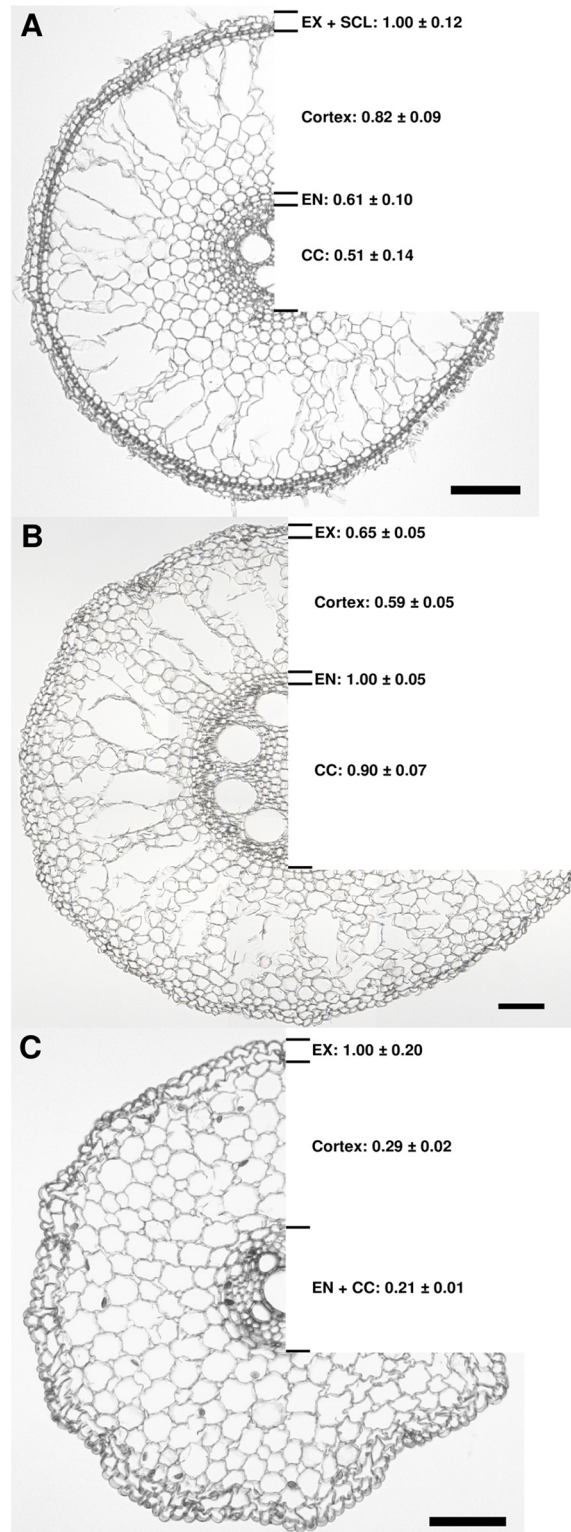 A
EX + SCL: 1.00 ± 0.12
Cortex: 0.82 ± 0.09
EN: 0.61 ± 0.10
CC: 0.51 ± 0.14
B
EX: 0.65 ± 0.05
Cortex: 0.59 ± 0.05
EN: 1.00 ± 0.05
CC: 0.90 ± 0.07
C
EX: 1.00 ± 0.20
Cortex: 0.29 ± 0.02
EN + CC: 0.21 ± 0.01